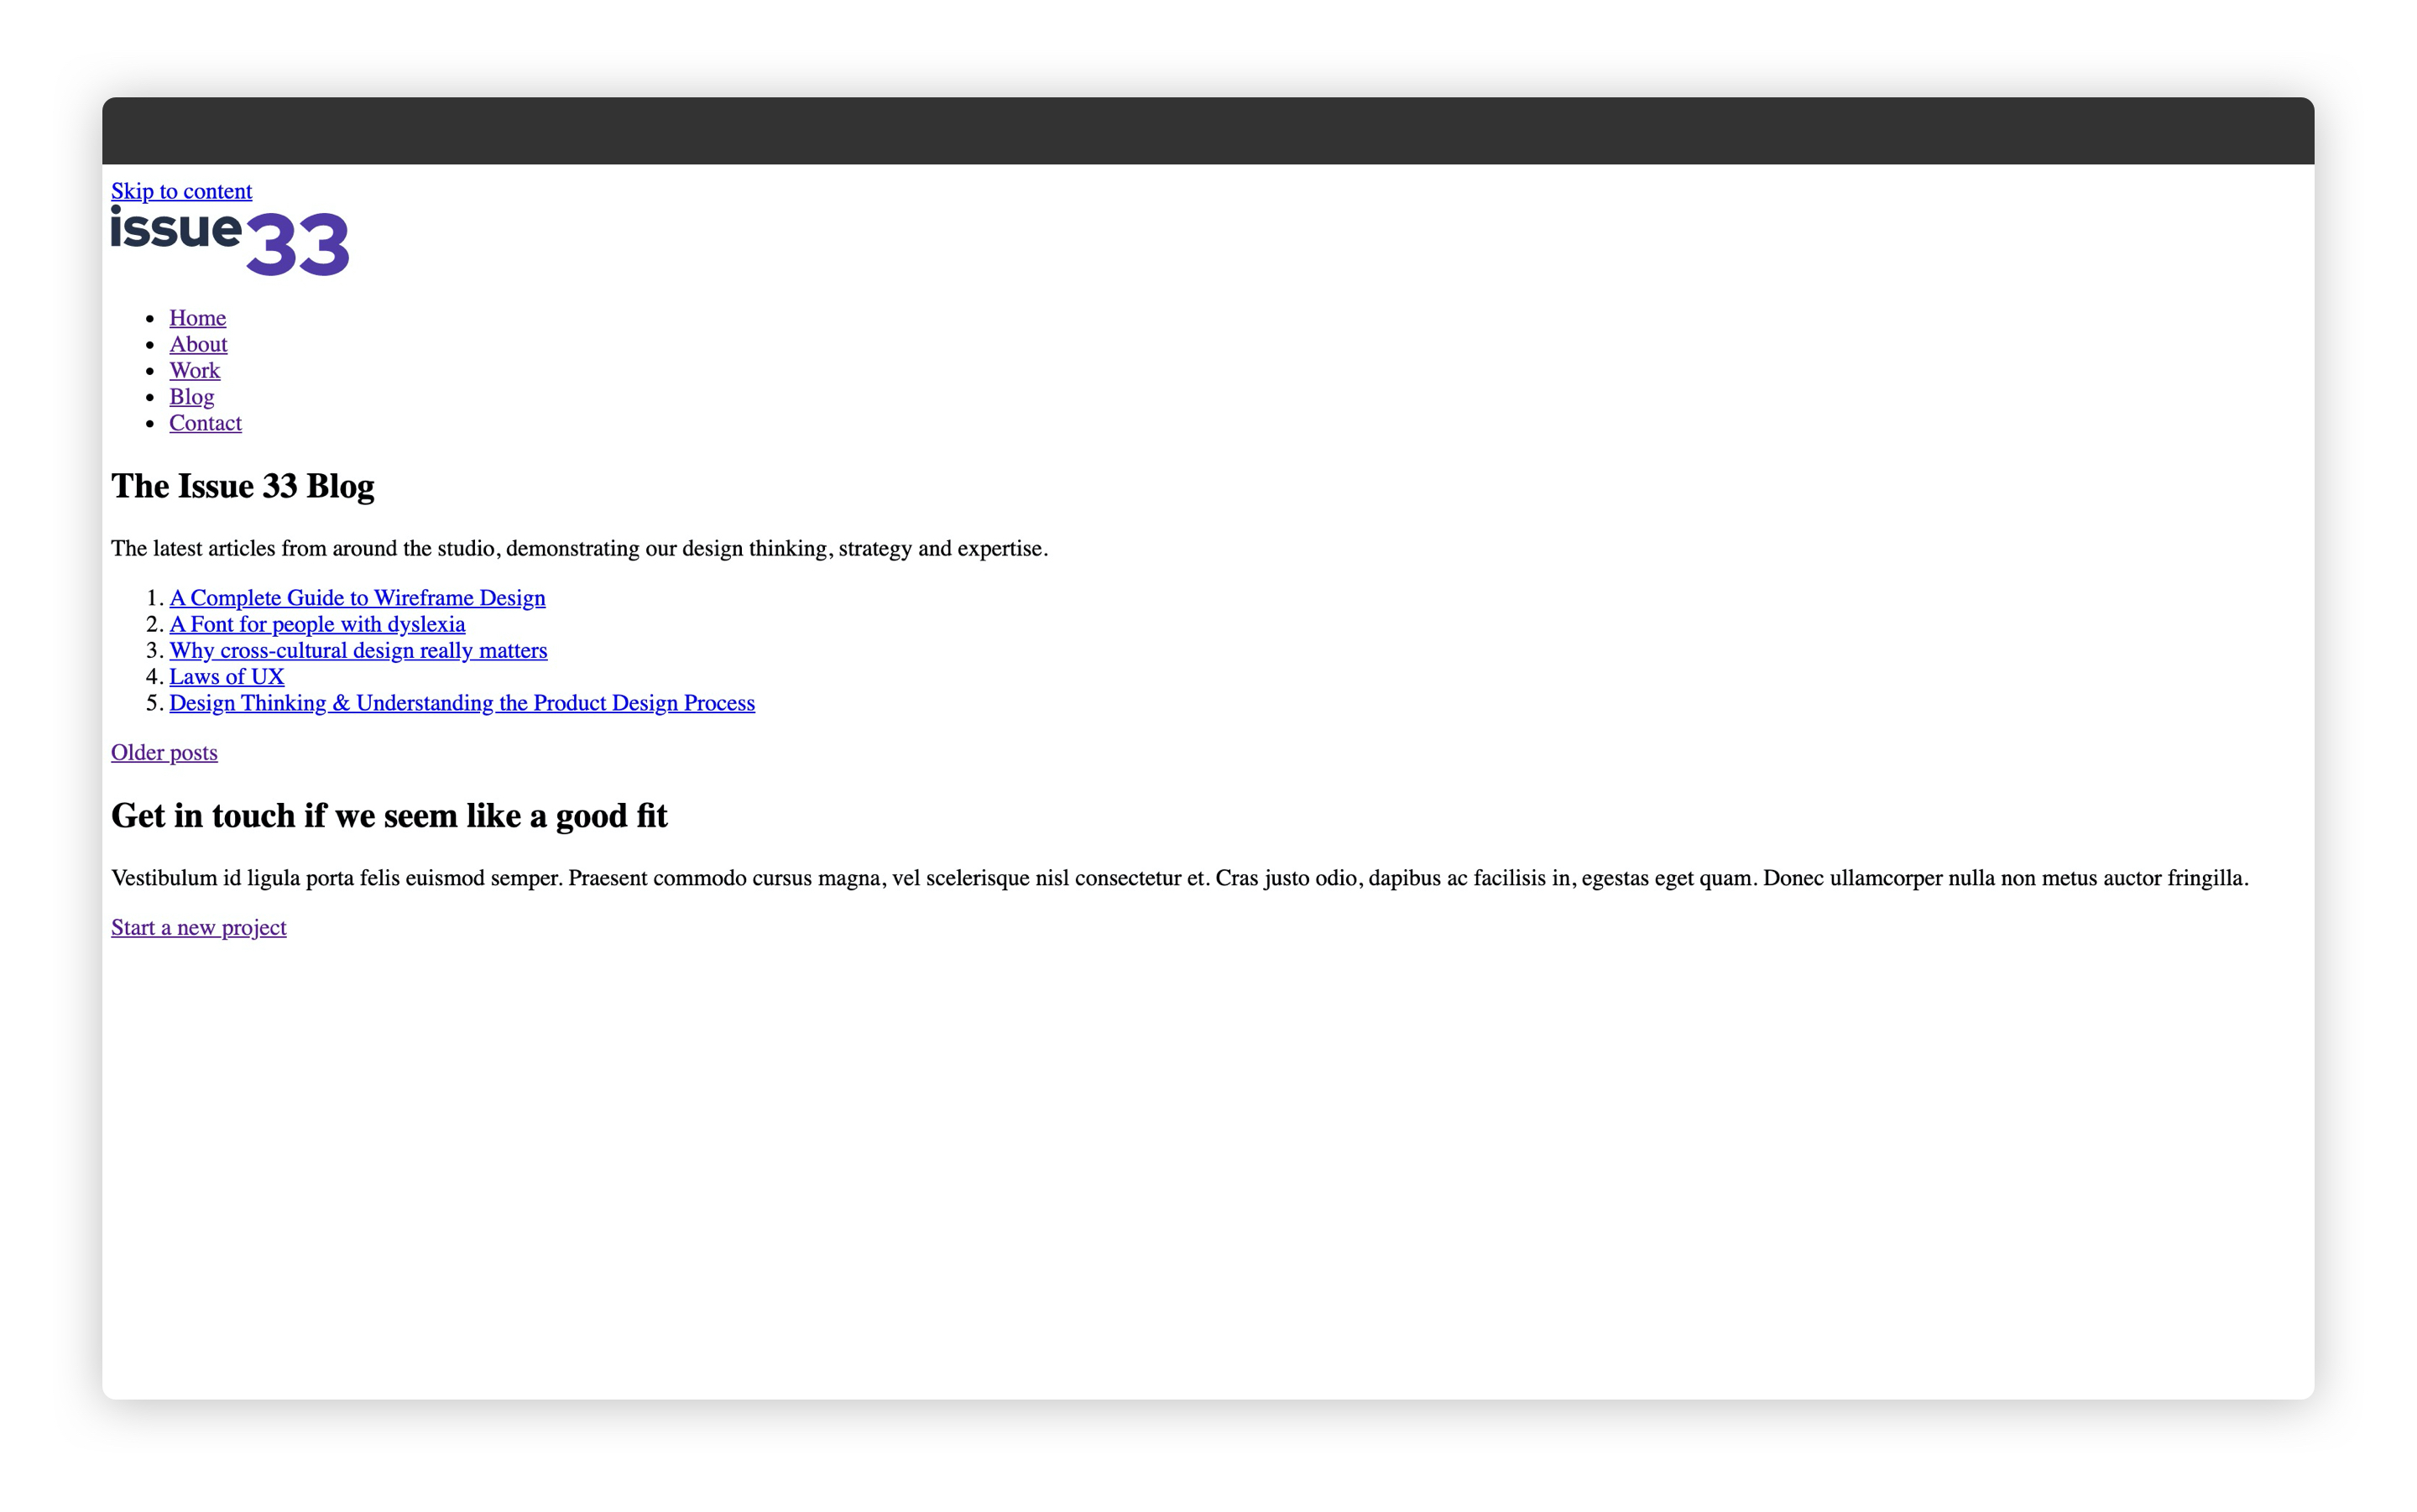 Skip to content
issue33
Home
About
Work
Blog
Contact
The Issue 33 Blog
The latest articles from around the studio, demonstrating our design thinking, strategy and expertise.
1. A Complete Guide to Wireframe Design
2. A Font for people with dyslexia
3. Why cross-cultural design really matters
4. Laws of UX
5. Design Thinking & Understanding the Product Design Process
Older posts
Get in touch if we seem like a good fit
Vestibulum id ligula porta felis euismod semper. Praesent commodo cursus magna, vel scelerisque nisl consectetur et. Cras justo odio, dapibus ac facilisis in, egestas eget quam. Donec ullamcorper nulla non metus auctor fringilla.
Start a new project